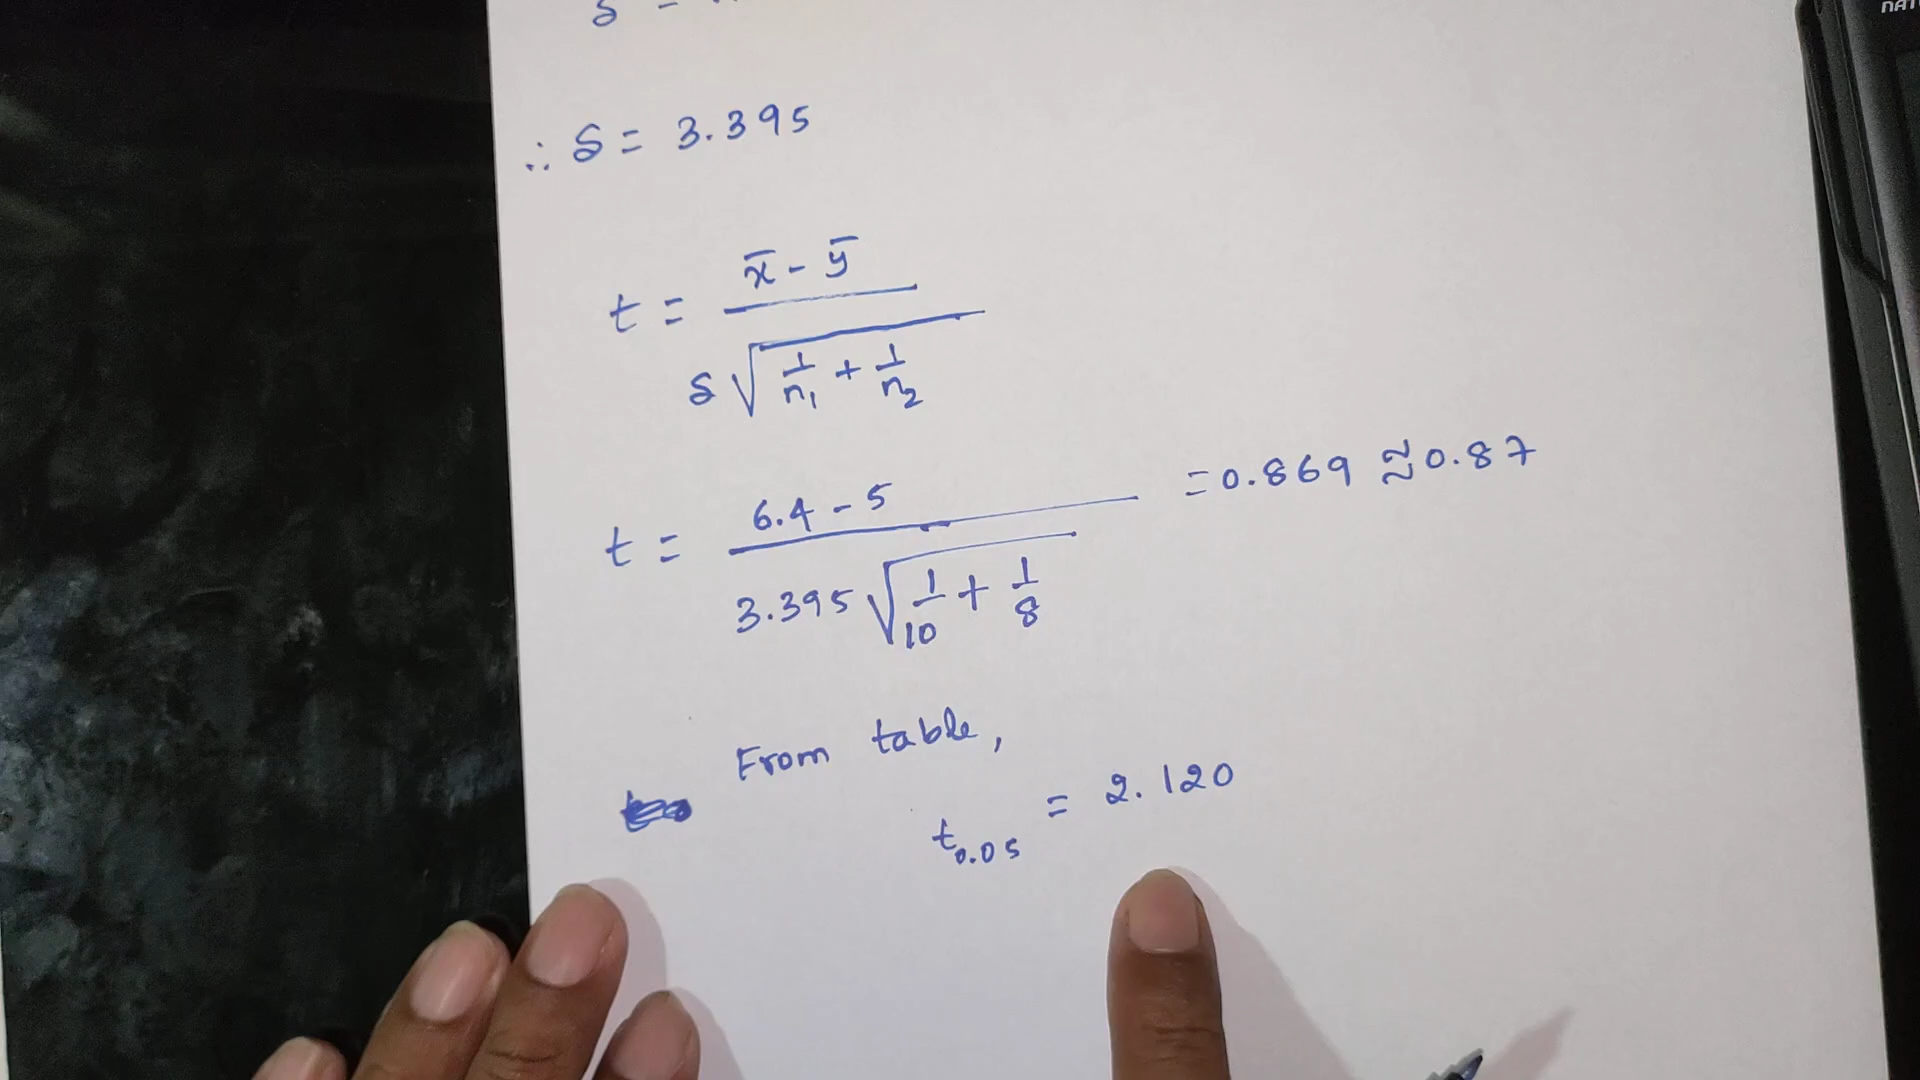 ∴ S = 3.395
t = x̄ - ȳ / S √(1/n₁ + 1/n₂)
t = 6.4 - 5 / 3.395 √(1/10 + 1/8) = 0.869 ≈ 0.87
From table,
t₀.₀₅ = 2.120